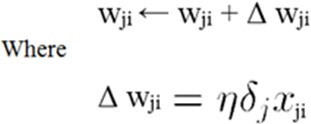 wji ← wji + Δ wji
Where
Δ wji = ηδjxji